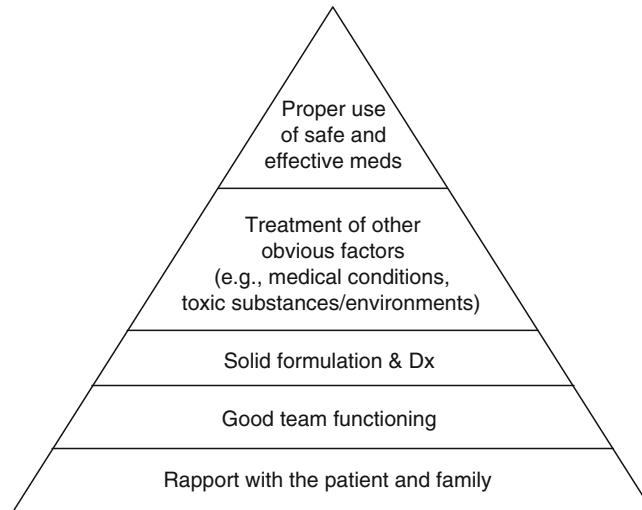 Proper use
of safe and
effective meds
Treatment of other
obvious factors
(e.g., medical conditions,
toxic substances/environments)
Solid formulation & Dx
Good team functioning
Rapport with the patient and family